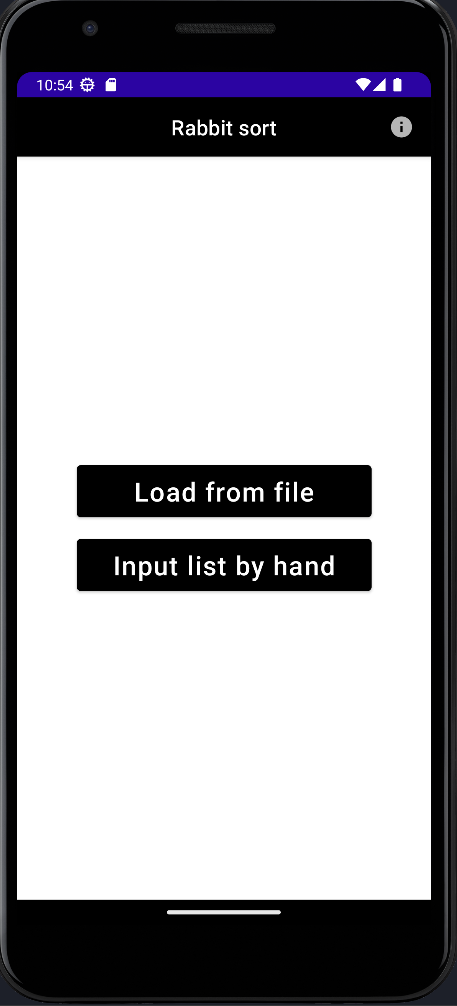 10:54
Rabbit sort
Load from file
Input list by hand